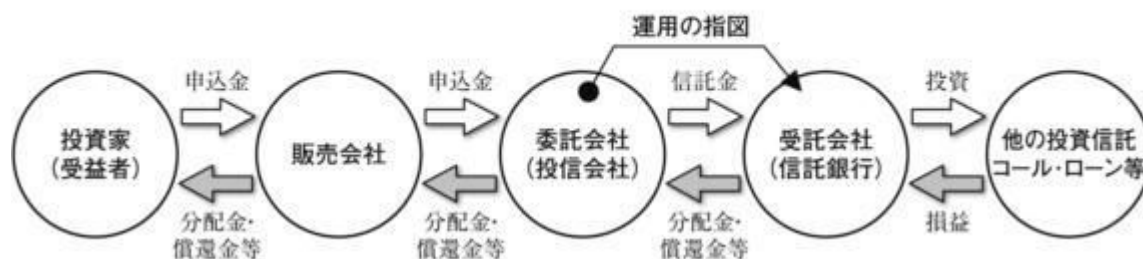 運用の指図
申込金
申込金
信託金
投資
投資家
(受益者)
販売会社
委託会社
(投信会社)
受託会社
(信託銀行)
他の投資信託
コール・ローン等
分配金・
償還金等
分配金・
償還金等
分配金・
償還金等
損益